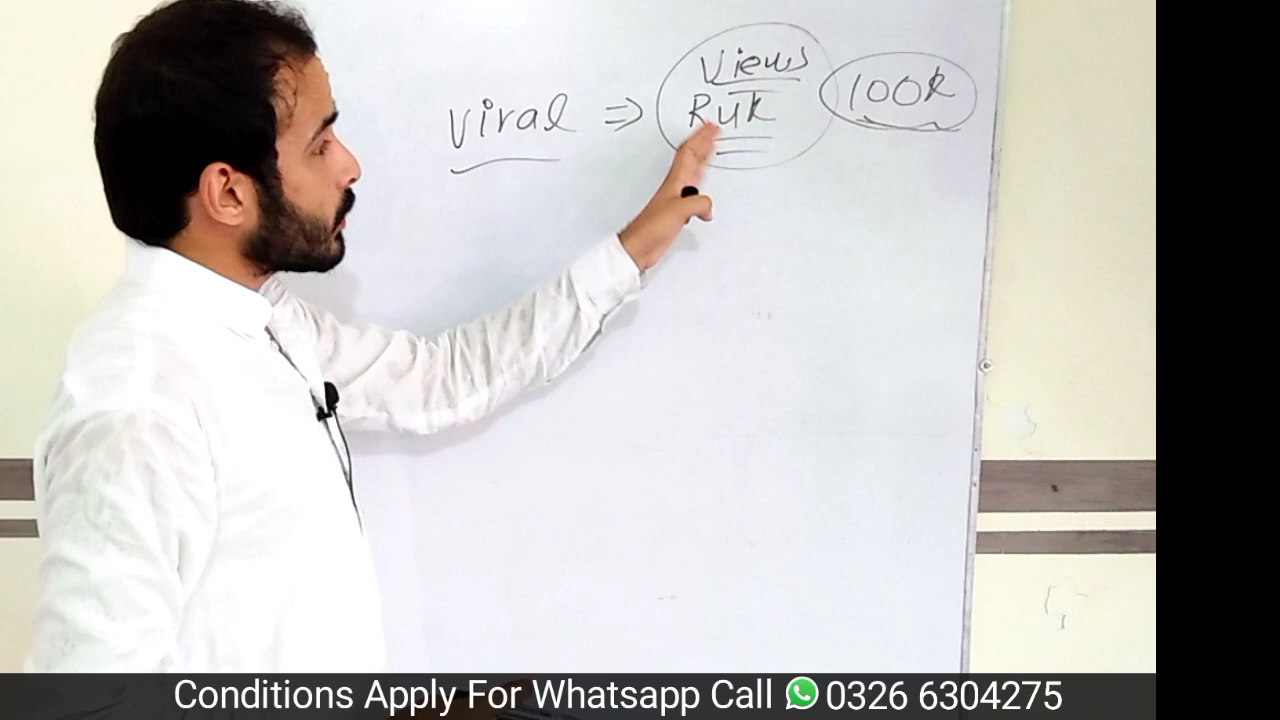 Views
viral => Ruk 100k
Conditions Apply For Whatsapp Call 0326 6304275